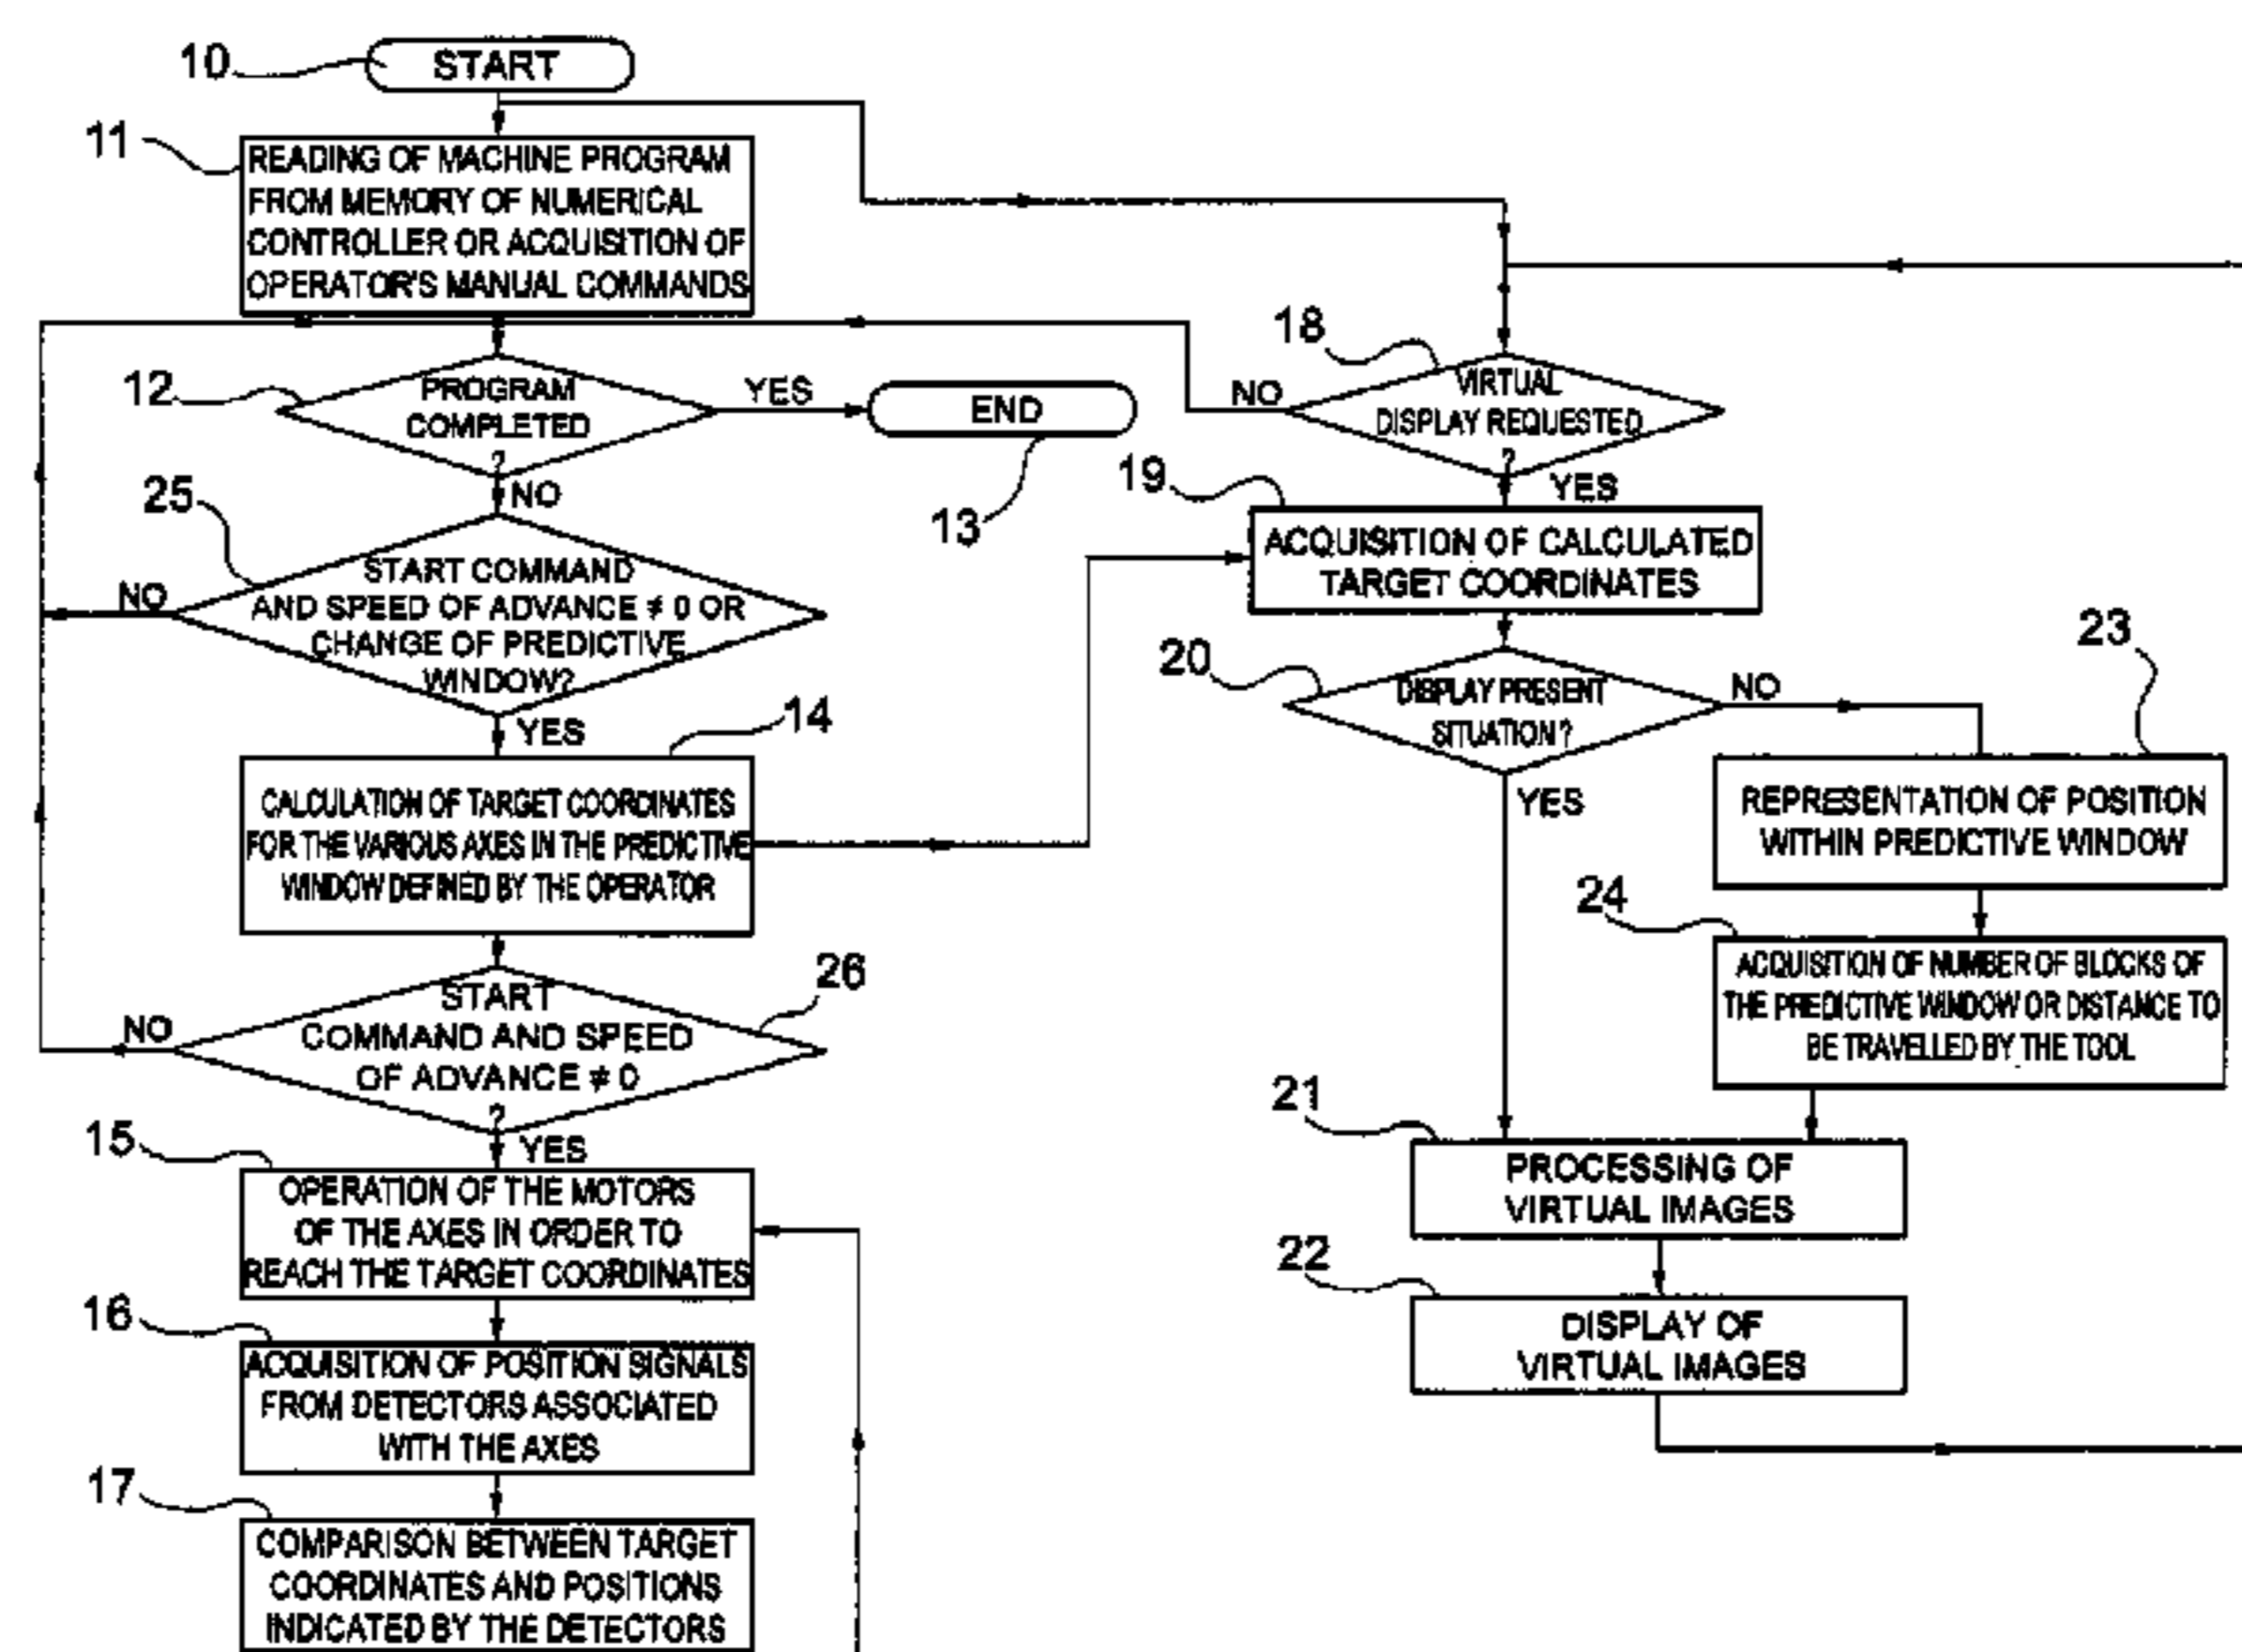 10
START
11
READING OF MACHINE PROGRAM
FROM MEMORY OF NUMERICAL
CONTROLLER OR ACQUISITION OF
OPERATOR'S MANUAL COMMANDS
12
PROGRAM
COMPLETED
?
YES
END
13
NO
25
START COMMAND
AND SPEED OF ADVANCE ≠ 0 OR
CHANGE OF PREDICTIVE
WINDOW?
NO
YES
14
CALCULATION OF TARGET COORDINATES
FOR THE VARIOUS AXES IN THE PREDICTIVE
WINDOW DEFINED BY THE OPERATOR
26
START
COMMAND AND SPEED
OF ADVANCE ≠ 0
?
NO
YES
15
OPERATION OF THE MOTORS
OF THE AXES IN ORDER TO
REACH THE TARGET COORDINATES
16
ACQUISITION OF POSITION SIGNALS
FROM DETECTORS ASSOCIATED
WITH THE AXES
17
COMPARISON BETWEEN TARGET
COORDINATES AND POSITIONS
INDICATED BY THE DETECTORS
18
VIRTUAL
DISPLAY REQUESTED
?
NO
YES
19
ACQUISITION OF CALCULATED
TARGET COORDINATES
20
DISPLAY PRESENT
SITUATION?
NO
YES
23
REPRESENTATION OF POSITION
WITHIN PREDICTIVE WINDOW
24
ACQUISITION OF NUMBER OF BLOCKS OF
THE PREDICTIVE WINDOW OR DISTANCE TO
BE TRAVELLED BY THE TOOL
21
PROCESSING OF
VIRTUAL IMAGES
22
DISPLAY OF
VIRTUAL IMAGES